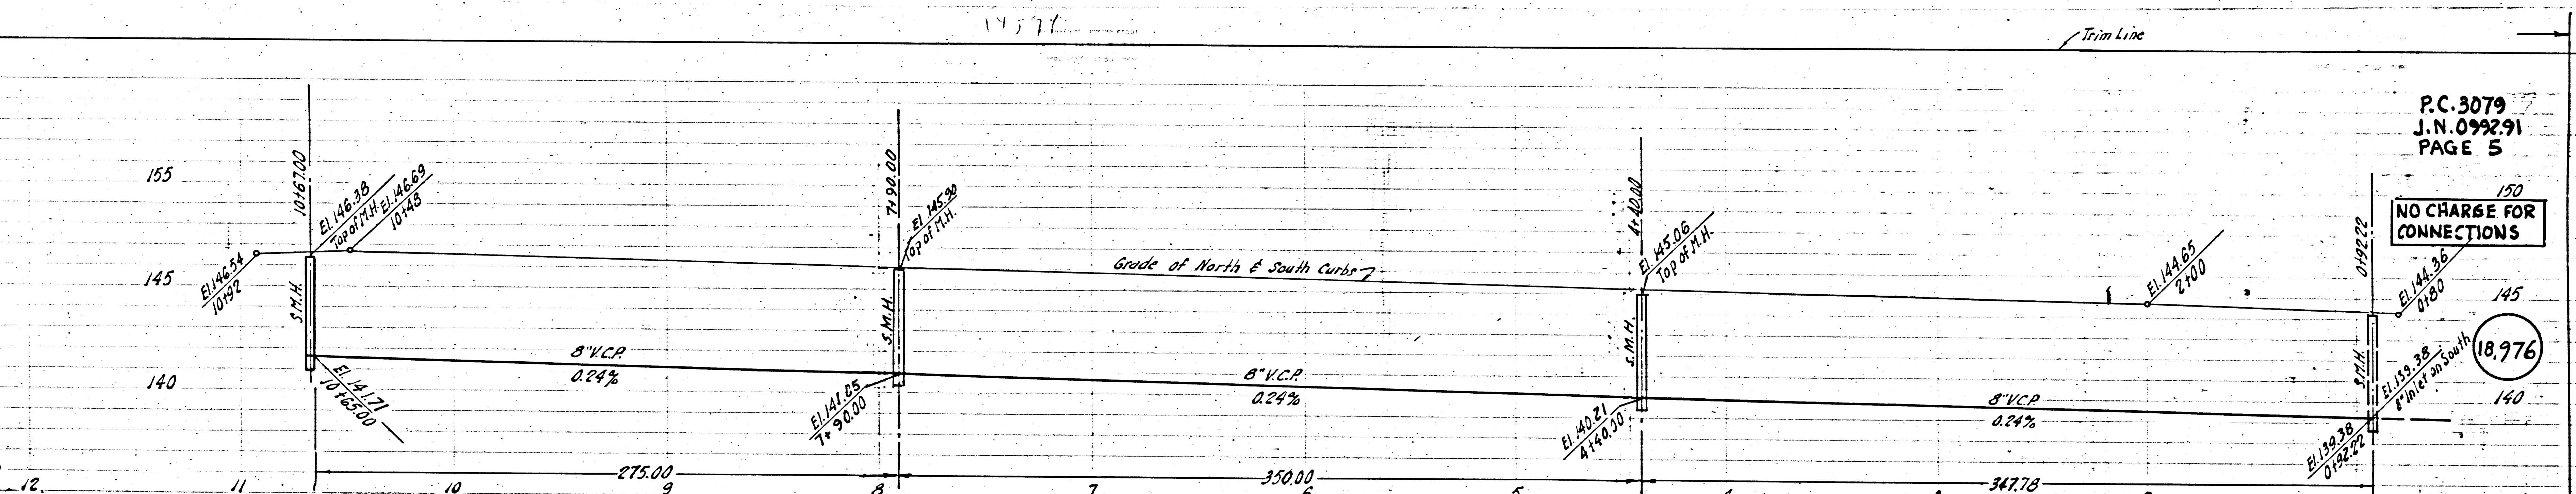 Trim Line
P.C. 3079
J.N. 0992.91
PAGE 5
155
10+67.00
El. 146.38
Top of M.H.
El. 146.69
10+48
7+90.00
El. 145.90
Top of M.H.
4+40.00
El. 145.06
Top of M.H.
0+92.22
150
NO CHARGE FOR
CONNECTIONS
145
El. 146.54
10+92
S.M.H.
S.M.H.
Grade of North & South Curbs
S.M.H.
El. 144.65
2+00
El. 144.36
0+80
145
S.M.H.
18,976
140
El. 141.71
10+65.00
8" V.C.P.
0.24%
El. 141.05
7+90.00
8" V.C.P.
0.24%
El. 140.21
4+40.00
8" V.C.P.
0.24%
El. 139.38
8" Inlet on South
140
El. 139.38
0+92.22
275.00
350.00
347.78
12
11
10
9
8
7
6
5